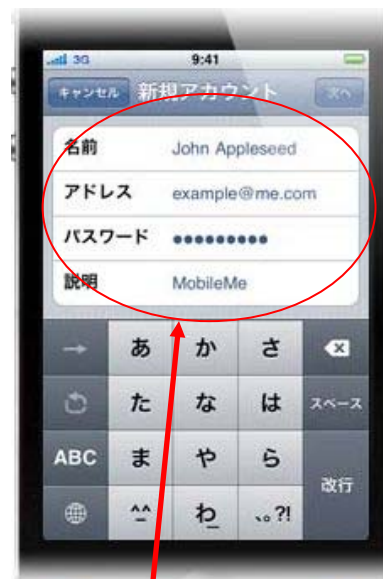 3G 9:41
キャンセル 新規アカウント 次へ
名前 John Appleseed
アドレス example@me.com
パスワード ●●●●●●●●●
説明 MobileMe
→ あ か さ
た な は スペース
ABC ま や ら 改行
^^ わ 、。?!